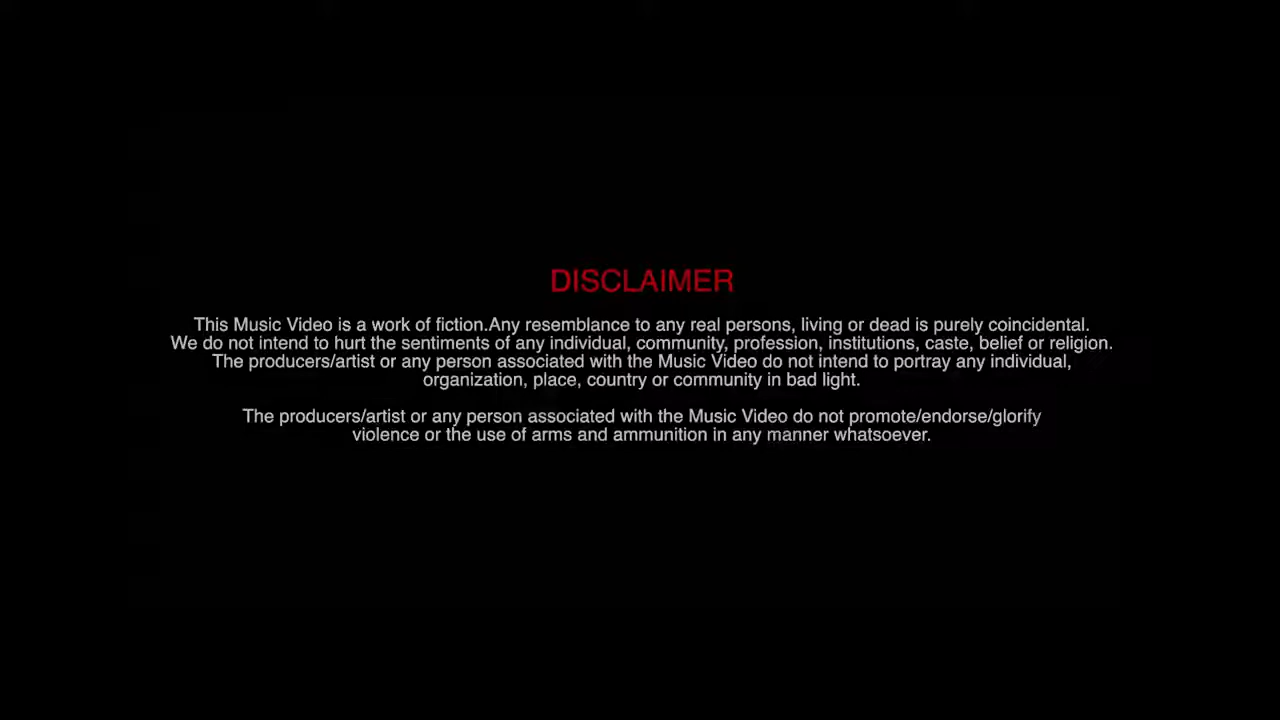 DISCLAIMER
This Music Video is a work of fiction.Any resemblance to any real persons, living or dead is purely coincidental.
We do not intend to hurt the sentiments of any individual, community, profession, institutions, caste, belief or religion.
The producers/artist or any person associated with the Music Video do not intend to portray any individual,
organization, place, country or community in bad light.
The producers/artist or any person associated with the Music Video do not promote/endorse/glorify
violence or the use of arms and ammunition in any manner whatsoever.